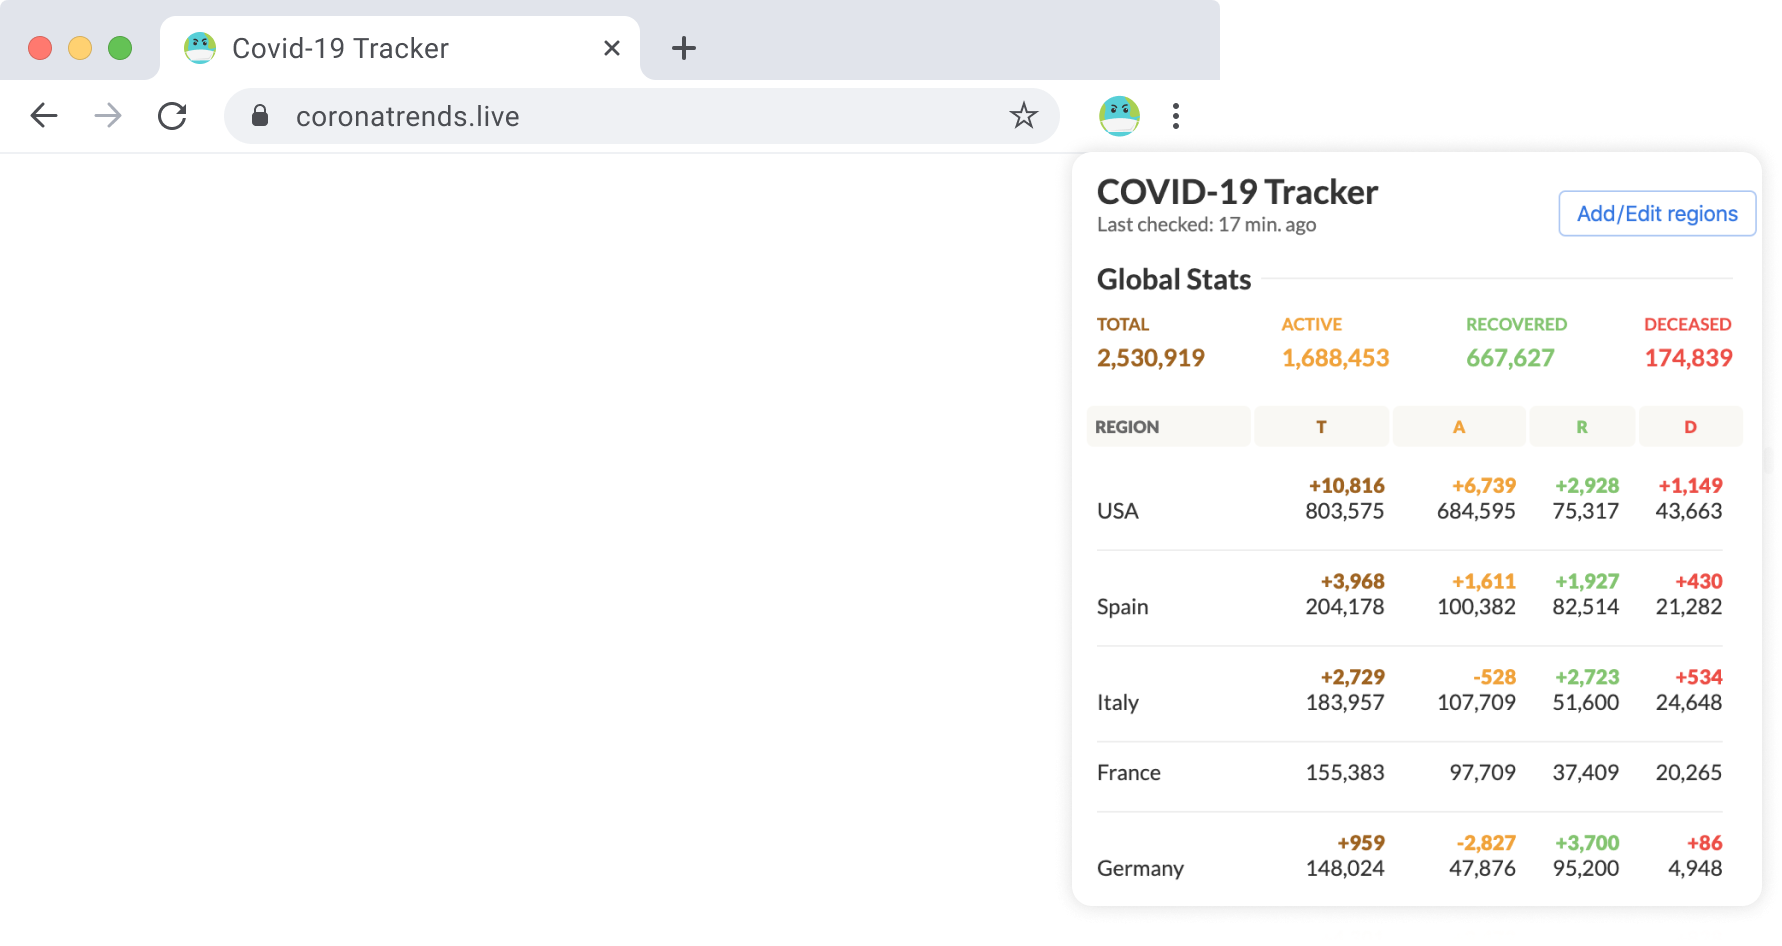 Covid-19 Tracker
coronatrends.live
COVID-19 Tracker
Last checked: 17 min. ago
Add/Edit regions
Global Stats
TOTAL ACTIVE RECOVERED DECEASED
2,530,919 1,688,453 667,627 174,839
REGION T A R D
+10,816 +6,739 +2,928 +1,149
USA 803,575 684,595 75,317 43,663
+3,968 +1,611 +1,927 +430
Spain 204,178 100,382 82,514 21,282
+2,729 -528 +2,723 +534
Italy 183,957 107,709 51,600 24,648
France 155,383 97,709 37,409 20,265
+959 -2,827 +3,700 +86
Germany 148,024 47,876 95,200 4,948